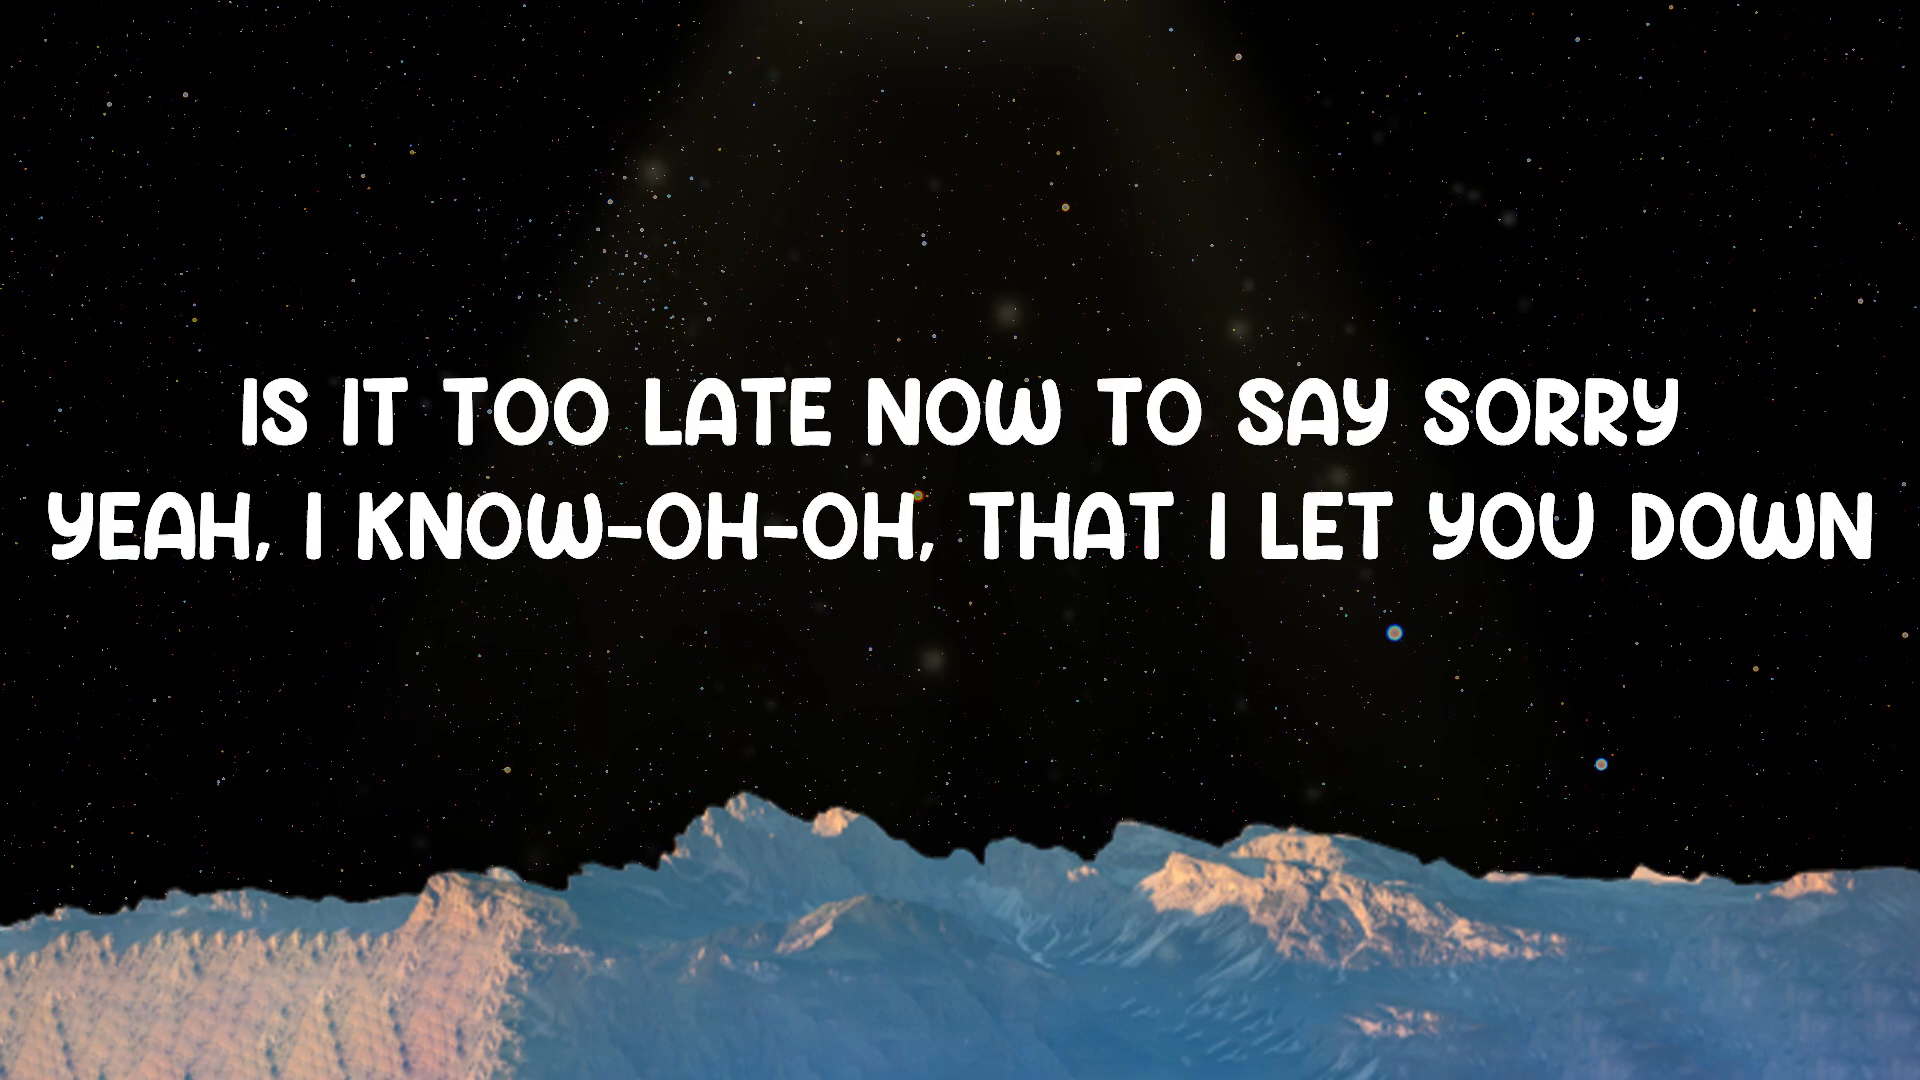 IS IT TOO LATE NOW TO SAY SORRY
YEAH, I KNOW-OH-OH, THAT I LET YOU DOWN